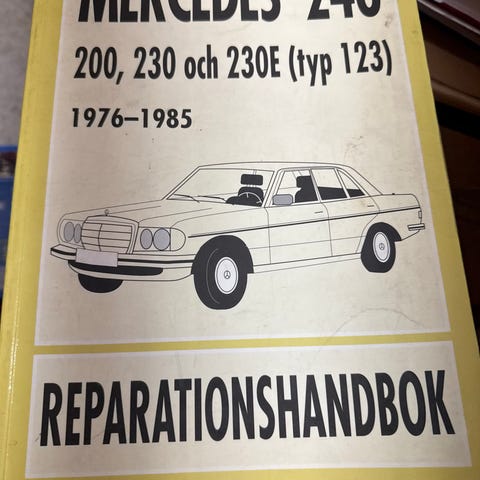 MERCEDES 240
200, 230 och 230E (typ 123)
1976–1985
REPARATIONSHANDBOK